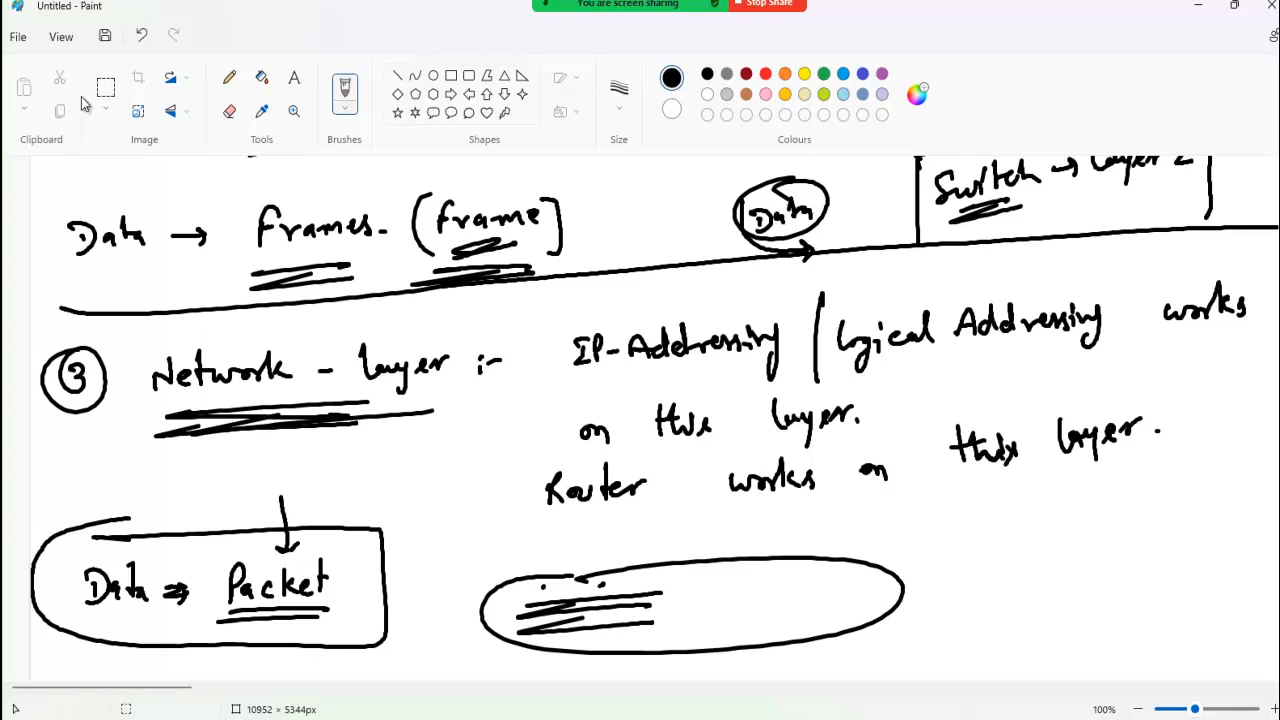 Untitled - Paint
You are screen sharing
Stop Share
File View
Clipboard Image Tools Brushes Shapes Size Colours
Switch → Layer 2
Data → Frames. (Frame]
Data
③ Network - layer :- IP-Addressing | Logical Addressing works
on this layer.
Router works on this layer.
Data ⇒ Packet
10952 × 5344px
100%